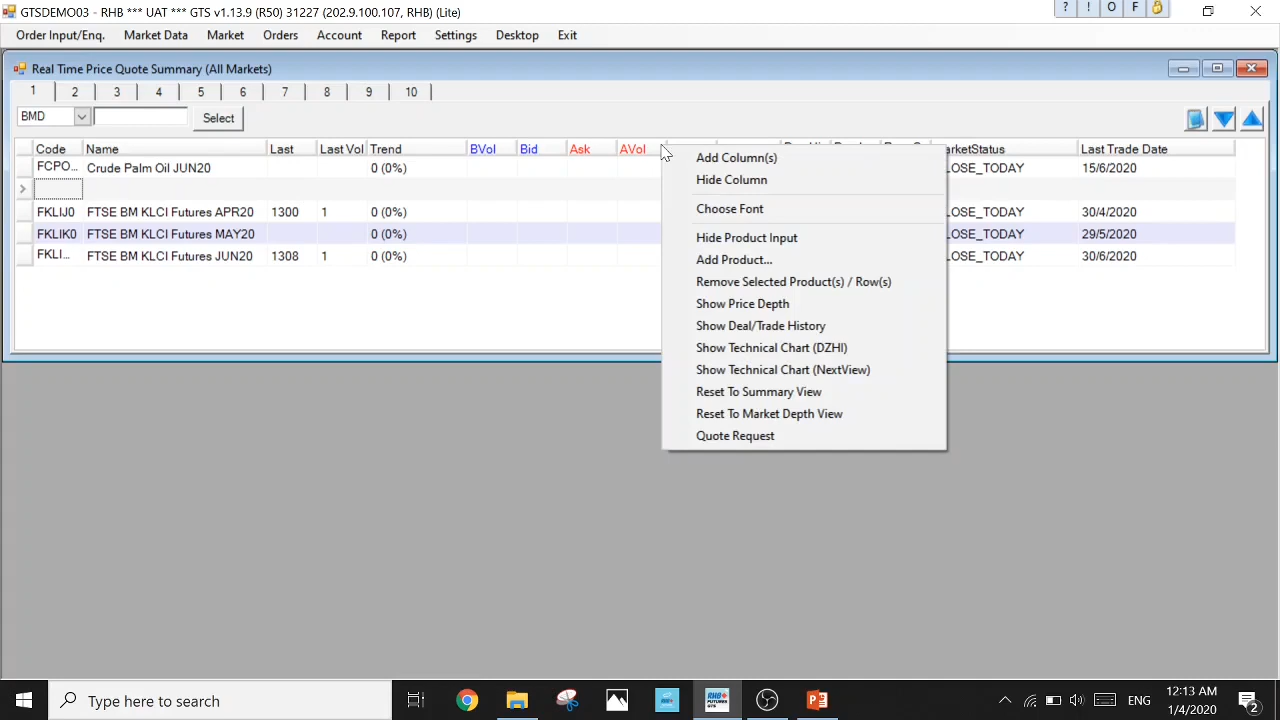 GTSDEMO03 - RHB *** UAT *** GTS v1.13.9 (R50) 31227 (202.9.100.107, RHB) (Lite)
? ! O F
Order Input/Enq. Market Data Market Orders Account Report Settings Desktop Exit
Real Time Price Quote Summary (All Markets)
1 2 3 4 5 6 7 8 9 10
BMD Select
Code Name Last Last Vol Trend BVol Bid Ask AVol arketStatus Last Trade Date
FCPO... Crude Palm Oil JUN20 0 (0%) LOSE_TODAY 15/6/2020
FKLIJ0 FTSE BM KLCI Futures APR20 1300 1 0 (0%) LOSE_TODAY 30/4/2020
FKLIK0 FTSE BM KLCI Futures MAY20 0 (0%) LOSE_TODAY 29/5/2020
FKLI... FTSE BM KLCI Futures JUN20 1308 1 0 (0%) LOSE_TODAY 30/6/2020
Add Column(s)
Hide Column
Choose Font
Hide Product Input
Add Product...
Remove Selected Product(s) / Row(s)
Show Price Depth
Show Deal/Trade History
Show Technical Chart (DZHI)
Show Technical Chart (NextView)
Reset To Summary View
Reset To Market Depth View
Quote Request
Type here to search
RHB
FUTURES
GTS
ENG
12:13 AM
1/4/2020
2